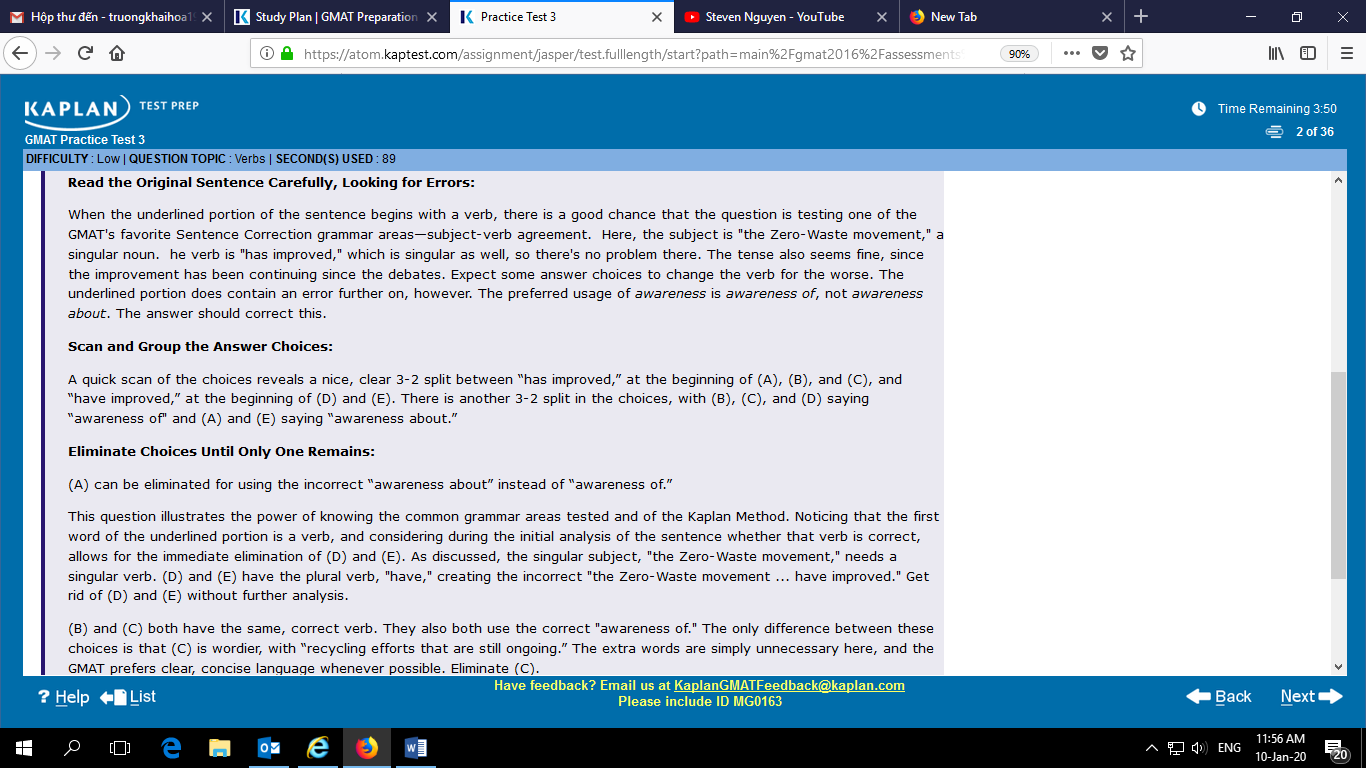 Hộp thư đến - truongkhaihoa15
Study Plan | GMAT Preparation
Practice Test 3
Steven Nguyen - YouTube
New Tab
https://atom.kaptest.com/assignment/jasper/test.fulllength/start?path=main%2Fgmat2016%2Fassessments
90%
KAPLAN TEST PREP
Time Remaining 3:50
GMAT Practice Test 3
2 of 36
DIFFICULTY : Low | QUESTION TOPIC : Verbs | SECOND(S) USED : 89
Read the Original Sentence Carefully, Looking for Errors:
When the underlined portion of the sentence begins with a verb, there is a good chance that the question is testing one of the
GMAT's favorite Sentence Correction grammar areas—subject-verb agreement.  Here, the subject is "the Zero-Waste movement," a
singular noun.  he verb is "has improved," which is singular as well, so there's no problem there. The tense also seems fine, since
the improvement has been continuing since the debates. Expect some answer choices to change the verb for the worse. The
underlined portion does contain an error further on, however. The preferred usage of awareness is awareness of, not awareness
about. The answer should correct this.
Scan and Group the Answer Choices:
A quick scan of the choices reveals a nice, clear 3-2 split between “has improved,” at the beginning of (A), (B), and (C), and
“have improved,” at the beginning of (D) and (E). There is another 3-2 split in the choices, with (B), (C), and (D) saying
“awareness of" and (A) and (E) saying “awareness about.”
Eliminate Choices Until Only One Remains:
(A) can be eliminated for using the incorrect “awareness about” instead of “awareness of.”
This question illustrates the power of knowing the common grammar areas tested and of the Kaplan Method. Noticing that the first
word of the underlined portion is a verb, and considering during the initial analysis of the sentence whether that verb is correct,
allows for the immediate elimination of (D) and (E). As discussed, the singular subject, "the Zero-Waste movement," needs a
singular verb. (D) and (E) have the plural verb, "have," creating the incorrect "the Zero-Waste movement ... have improved." Get
rid of (D) and (E) without further analysis.
(B) and (C) both have the same, correct verb. They also both use the correct "awareness of." The only difference between these
choices is that (C) is wordier, with “recycling efforts that are still ongoing.” The extra words are simply unnecessary here, and the
GMAT prefers clear, concise language whenever possible. Eliminate (C).
? Help
List
Have feedback? Email us at KaplanGMATFeedback@kaplan.com
Please include ID MG0163
Back
Next
ENG
11:56 AM
10-Jan-20
20